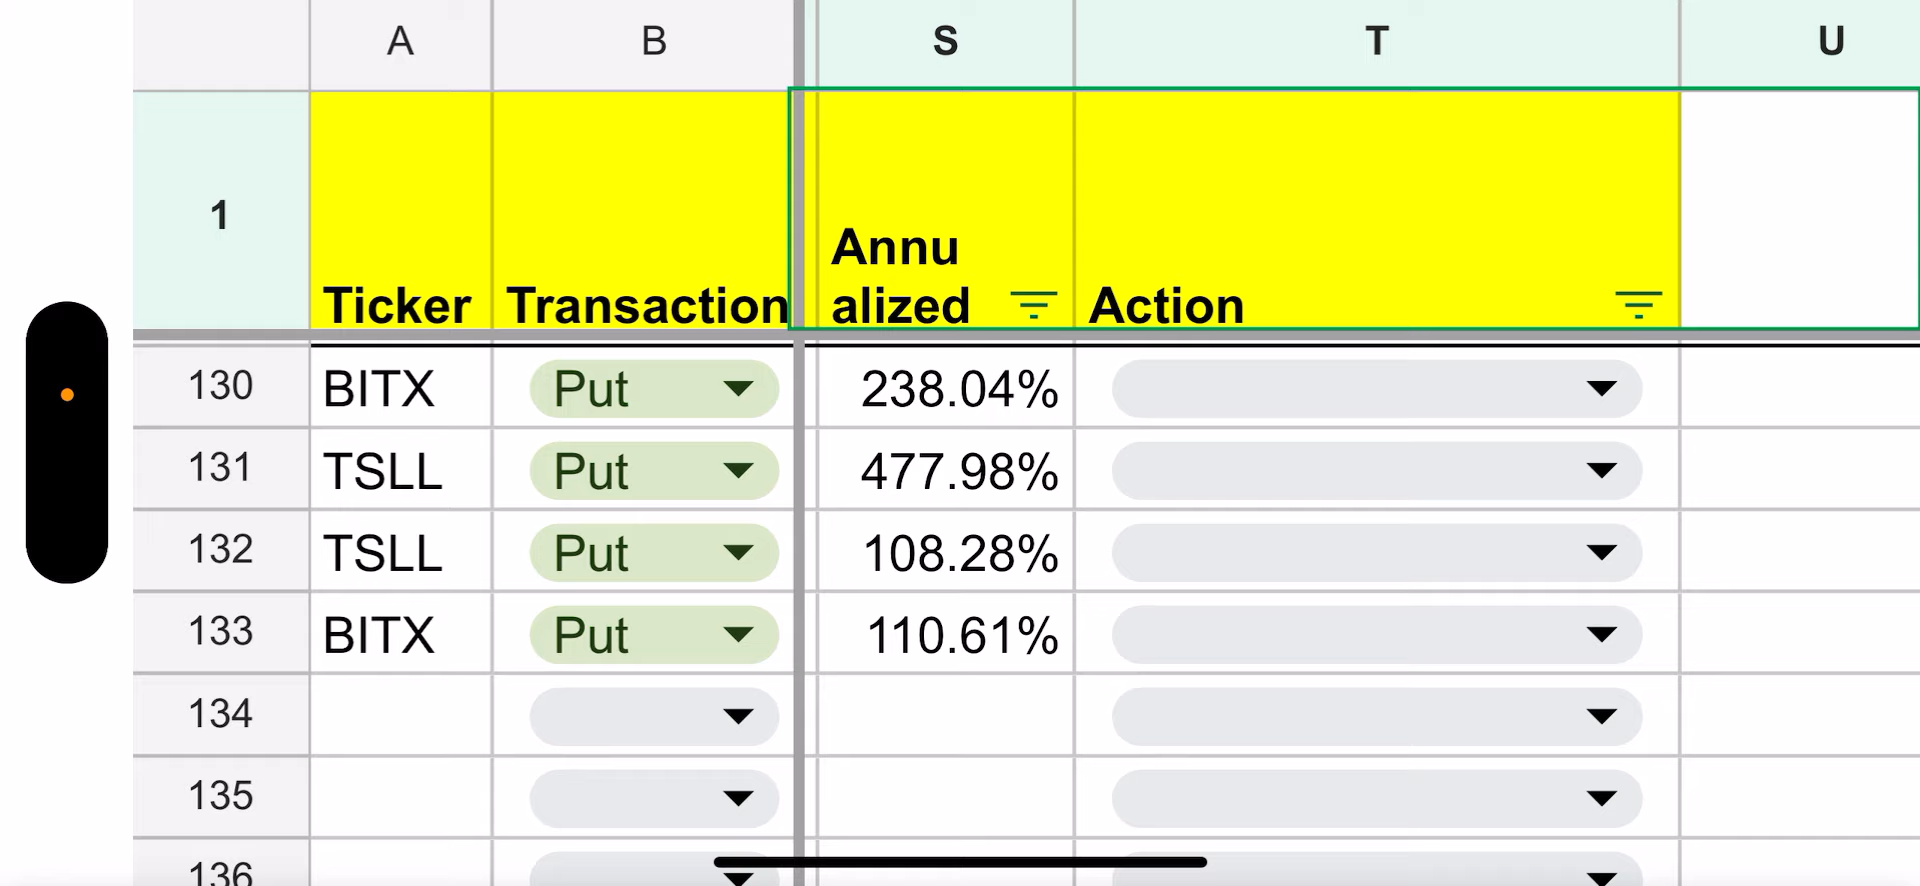 A B S T U
1 Ticker Transaction Annu
alized Action
130 BITX Put 238.04%
131 TSLL Put 477.98%
132 TSLL Put 108.28%
133 BITX Put 110.61%
134
135
136